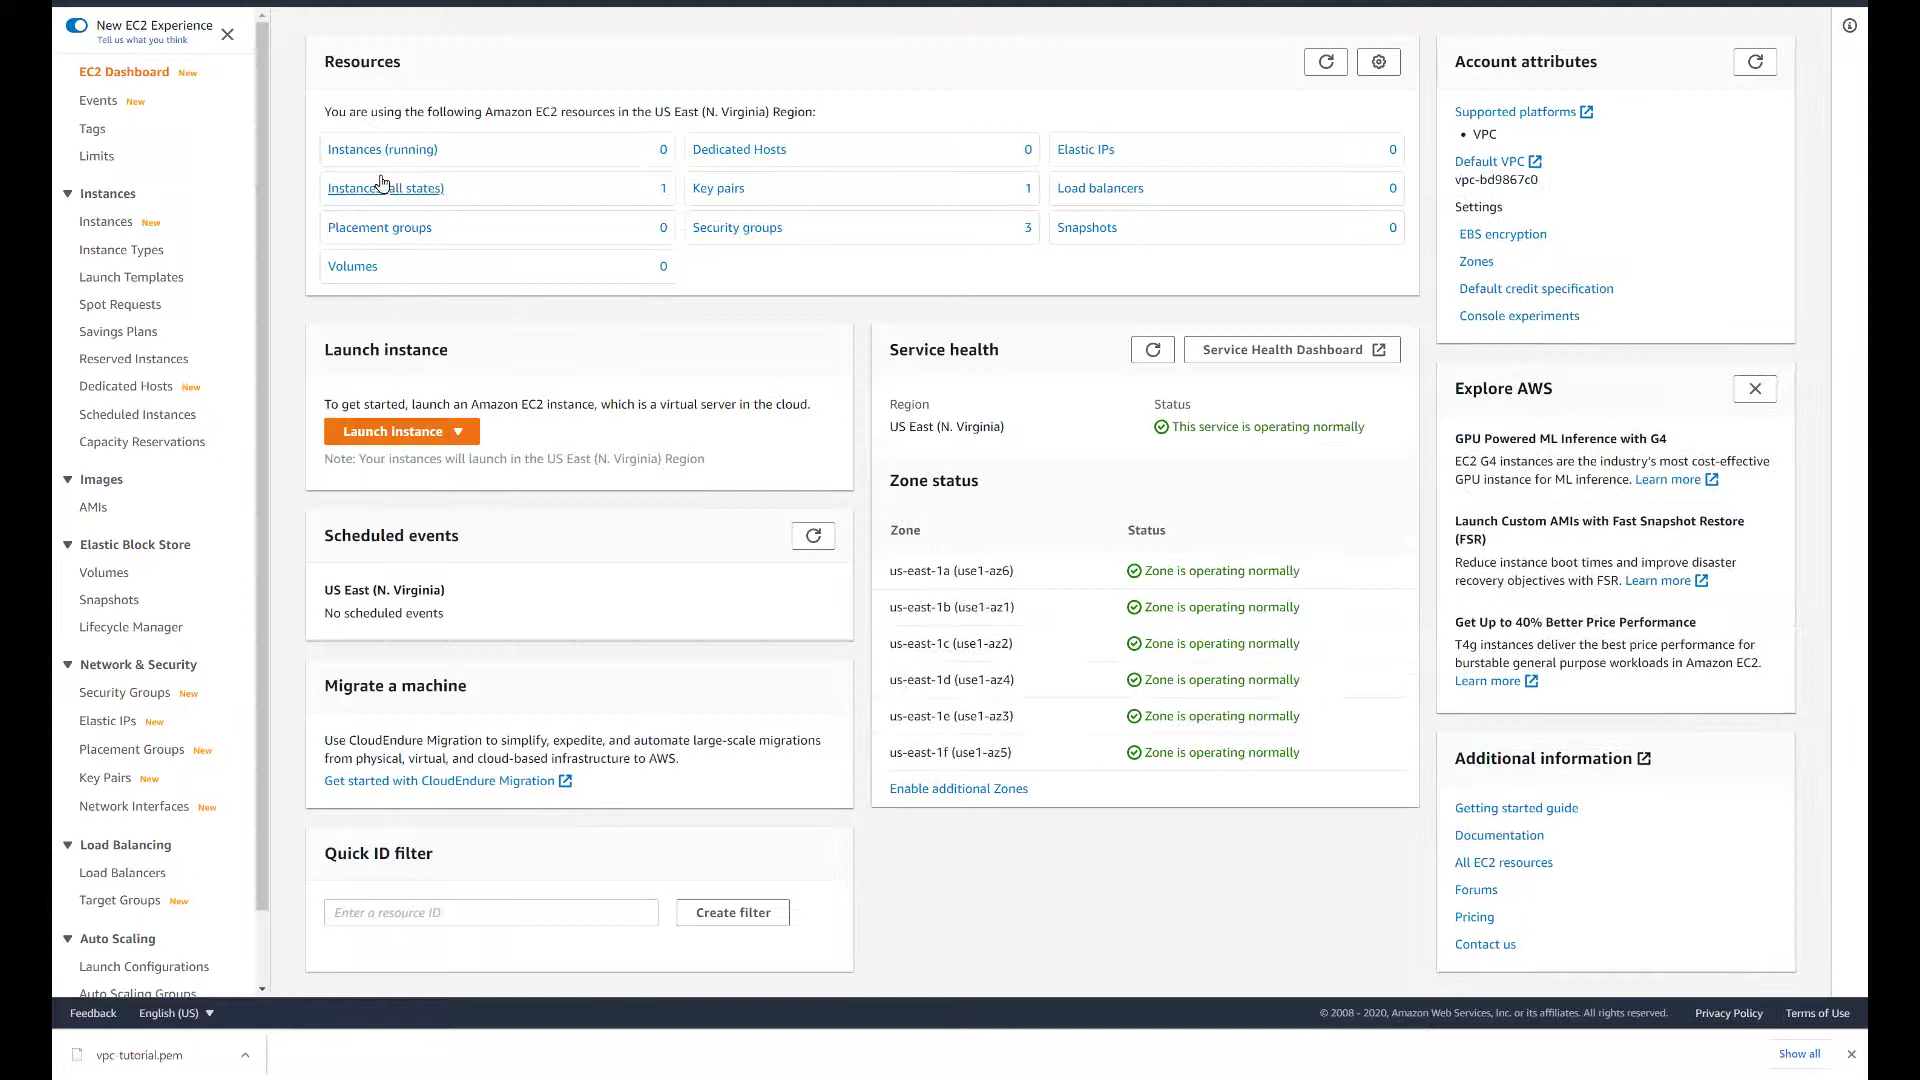 New EC2 Experience
Tell us what you think
EC2 Dashboard New
Events New
Tags
Limits
Instances
Instances New
Instance Types
Launch Templates
Spot Requests
Savings Plans
Reserved Instances
Dedicated Hosts New
Scheduled Instances
Capacity Reservations
Images
AMIs
Elastic Block Store
Volumes
Snapshots
Lifecycle Manager
Network & Security
Security Groups New
Elastic IPs New
Placement Groups New
Key Pairs New
Network Interfaces New
Load Balancing
Load Balancers
Target Groups New
Auto Scaling
Launch Configurations
Auto Scaling Groups
Resources
You are using the following Amazon EC2 resources in the US East (N. Virginia) Region:
Instances (running) 0
Dedicated Hosts 0
Elastic IPs 0
Instances (all states) 1
Key pairs 1
Load balancers 0
Placement groups 0
Security groups 3
Snapshots 0
Volumes 0
Launch instance
To get started, launch an Amazon EC2 instance, which is a virtual server in the cloud.
Launch instance
Note: Your instances will launch in the US East (N. Virginia) Region
Scheduled events
US East (N. Virginia)
No scheduled events
Migrate a machine
Use CloudEndure Migration to simplify, expedite, and automate large-scale migrations
from physical, virtual, and cloud-based infrastructure to AWS.
Get started with CloudEndure Migration
Quick ID filter
Enter a resource ID
Create filter
Service health
Service Health Dashboard
Region Status
US East (N. Virginia) This service is operating normally
Zone status
Zone Status
us-east-1a (use1-az6) Zone is operating normally
us-east-1b (use1-az1) Zone is operating normally
us-east-1c (use1-az2) Zone is operating normally
us-east-1d (use1-az4) Zone is operating normally
us-east-1e (use1-az3) Zone is operating normally
us-east-1f (use1-az5) Zone is operating normally
Enable additional Zones
Account attributes
Supported platforms
• VPC
Default VPC
vpc-bd9867c0
Settings
EBS encryption
Zones
Default credit specification
Console experiments
Explore AWS
GPU Powered ML Inference with G4
EC2 G4 instances are the industry's most cost-effective
GPU instance for ML inference. Learn more
Launch Custom AMIs with Fast Snapshot Restore
(FSR)
Reduce instance boot times and improve disaster
recovery objectives with FSR. Learn more
Get Up to 40% Better Price Performance
T4g instances deliver the best price performance for
burstable general purpose workloads in Amazon EC2.
Learn more
Additional information
Getting started guide
Documentation
All EC2 resources
Forums
Pricing
Contact us
Feedback English (US)
© 2008 - 2020, Amazon Web Services, Inc. or its affiliates. All rights reserved. Privacy Policy Terms of Use
vpc-tutorial.pem
Show all